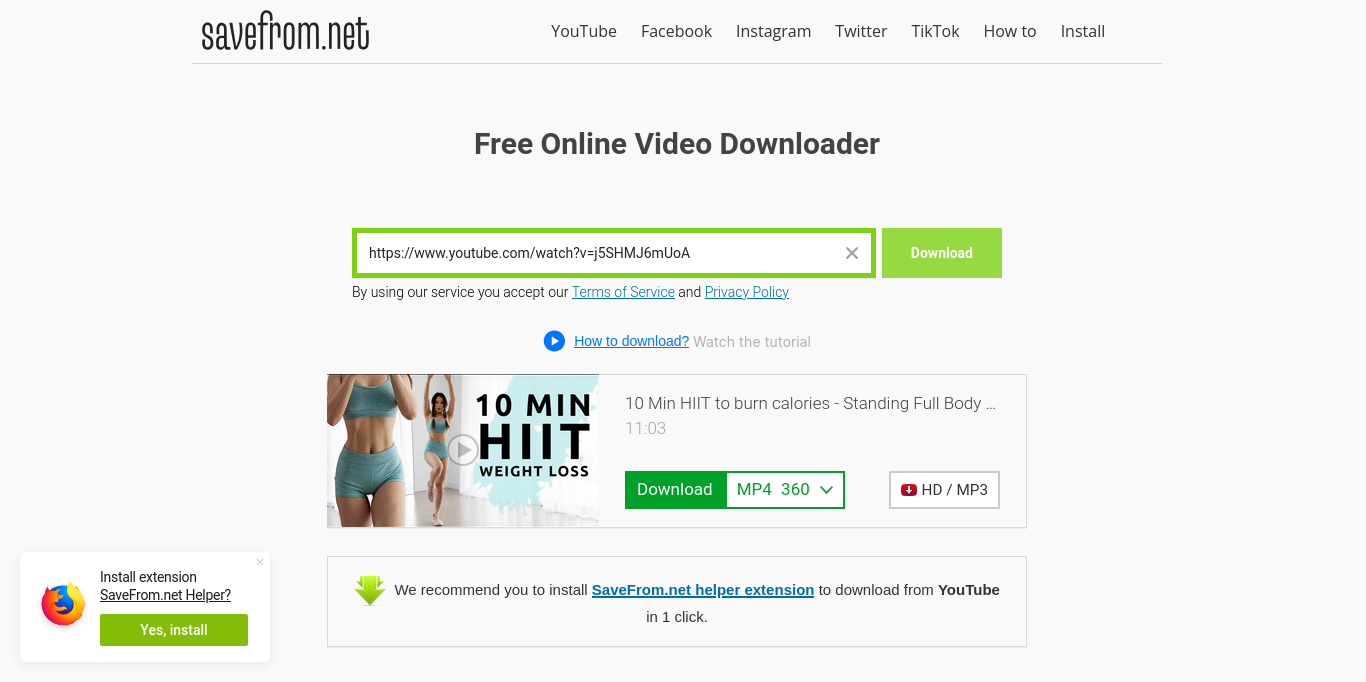 savefrom.net
YouTube Facebook Instagram Twitter TikTok How to Install
Free Online Video Downloader
https://www.youtube.com/watch?v=j5SHMJ6mUoA
Download
By using our service you accept our Terms of Service and Privacy Policy
How to download? Watch the tutorial
10 MIN
HIIT
WEIGHT LOSS
10 Min HIIT to burn calories - Standing Full Body ...
11:03
Download MP4 360
HD / MP3
We recommend you to install SaveFrom.net helper extension to download from YouTube
in 1 click.
Install extension
SaveFrom.net Helper?
Yes, install